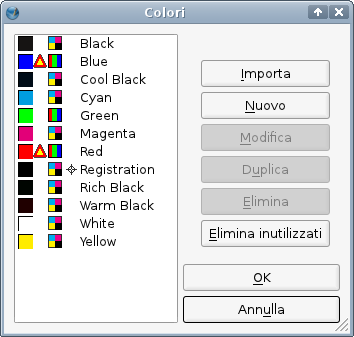 Colori
Black
Blue
Cool Black
Cyan
Green
Magenta
Red
Registration
Rich Black
Warm Black
White
Yellow
Importa
Nuovo
Modifica
Duplica
Elimina
Elimina inutilizzati
OK
Annulla